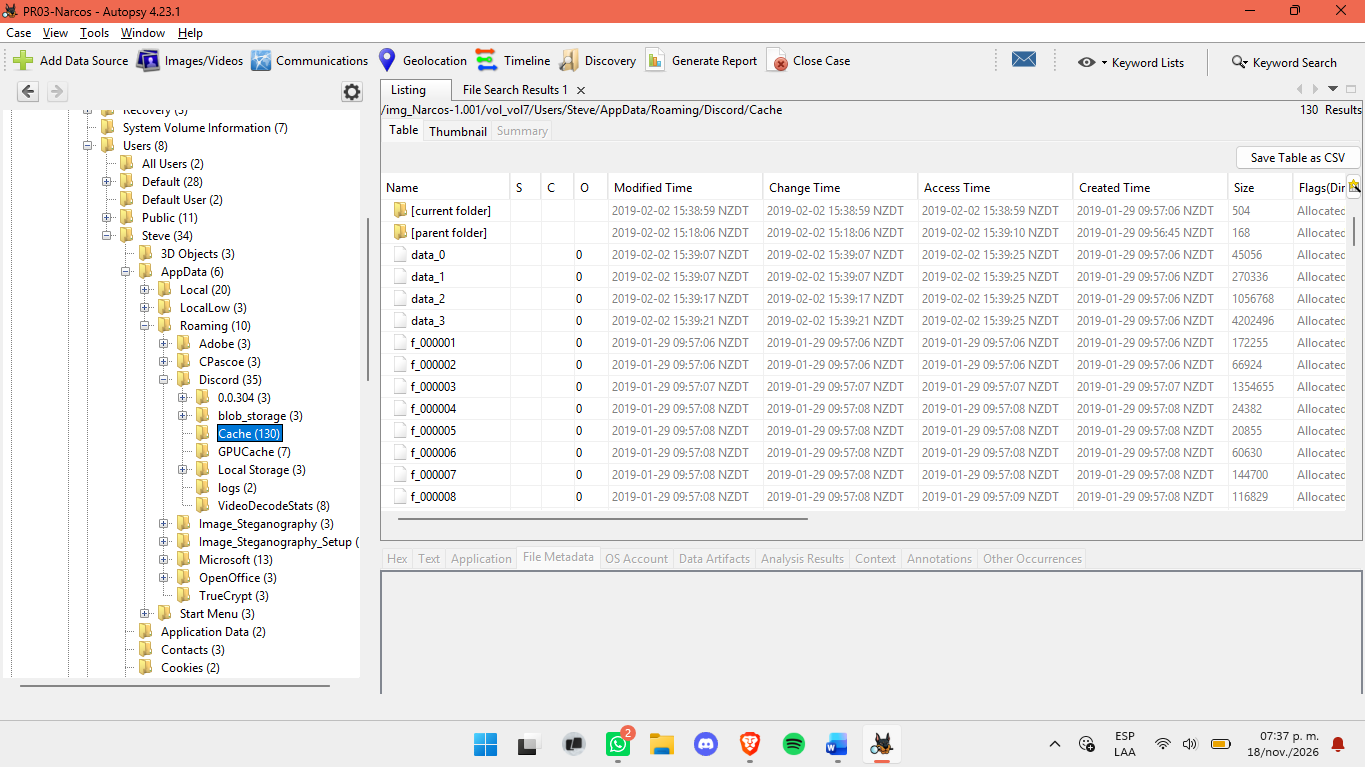 PR03-Narcos - Autopsy 4.23.1
Case View Tools Window Help
Add Data Source Images/Videos Communications Geolocation Timeline Discovery Generate Report Close Case Keyword Lists Keyword Search
Recovery (3)
System Volume Information (7)
Users (8)
All Users (2)
Default (28)
Default User (2)
Public (11)
Steve (34)
3D Objects (3)
AppData (6)
Local (20)
LocalLow (3)
Roaming (10)
Adobe (3)
CPascoe (3)
Discord (35)
0.0.304 (3)
blob_storage (3)
Cache (130)
GPUCache (7)
Local Storage (3)
logs (2)
VideoDecodeStats (8)
Image_Steganography (3)
Image_Steganography_Setup (
Microsoft (13)
OpenOffice (3)
TrueCrypt (3)
Start Menu (3)
Application Data (2)
Contacts (3)
Cookies (2)
Listing File Search Results 1
/img_Narcos-1.001/vol_vol7/Users/Steve/AppData/Roaming/Discord/Cache 130 Results
Table Thumbnail Summary
Save Table as CSV
Name S C O Modified Time Change Time Access Time Created Time Size Flags(Dir
[current folder] 2019-02-02 15:38:59 NZDT 2019-02-02 15:38:59 NZDT 2019-02-02 15:38:59 NZDT 2019-01-29 09:57:06 NZDT 504 Allocated
[parent folder] 2019-02-02 15:18:06 NZDT 2019-02-02 15:18:06 NZDT 2019-02-02 15:39:10 NZDT 2019-01-29 09:56:45 NZDT 168 Allocated
data_0 0 2019-02-02 15:39:07 NZDT 2019-02-02 15:39:07 NZDT 2019-02-02 15:39:25 NZDT 2019-01-29 09:57:06 NZDT 45056 Allocated
data_1 0 2019-02-02 15:39:07 NZDT 2019-02-02 15:39:07 NZDT 2019-02-02 15:39:25 NZDT 2019-01-29 09:57:06 NZDT 270336 Allocated
data_2 0 2019-02-02 15:39:17 NZDT 2019-02-02 15:39:17 NZDT 2019-02-02 15:39:25 NZDT 2019-01-29 09:57:06 NZDT 1056768 Allocated
data_3 0 2019-02-02 15:39:21 NZDT 2019-02-02 15:39:21 NZDT 2019-02-02 15:39:25 NZDT 2019-01-29 09:57:06 NZDT 4202496 Allocated
f_000001 0 2019-01-29 09:57:06 NZDT 2019-01-29 09:57:06 NZDT 2019-01-29 09:57:06 NZDT 2019-01-29 09:57:06 NZDT 172255 Allocated
f_000002 0 2019-01-29 09:57:06 NZDT 2019-01-29 09:57:06 NZDT 2019-01-29 09:57:06 NZDT 2019-01-29 09:57:06 NZDT 66924 Allocated
f_000003 0 2019-01-29 09:57:07 NZDT 2019-01-29 09:57:07 NZDT 2019-01-29 09:57:07 NZDT 2019-01-29 09:57:07 NZDT 1354655 Allocated
f_000004 0 2019-01-29 09:57:08 NZDT 2019-01-29 09:57:08 NZDT 2019-01-29 09:57:08 NZDT 2019-01-29 09:57:08 NZDT 24382 Allocated
f_000005 0 2019-01-29 09:57:08 NZDT 2019-01-29 09:57:08 NZDT 2019-01-29 09:57:08 NZDT 2019-01-29 09:57:08 NZDT 20855 Allocated
f_000006 0 2019-01-29 09:57:08 NZDT 2019-01-29 09:57:08 NZDT 2019-01-29 09:57:08 NZDT 2019-01-29 09:57:08 NZDT 60630 Allocated
f_000007 0 2019-01-29 09:57:08 NZDT 2019-01-29 09:57:08 NZDT 2019-01-29 09:57:08 NZDT 2019-01-29 09:57:08 NZDT 144700 Allocated
f_000008 0 2019-01-29 09:57:08 NZDT 2019-01-29 09:57:08 NZDT 2019-01-29 09:57:09 NZDT 2019-01-29 09:57:08 NZDT 116829 Allocated
Hex Text Application File Metadata OS Account Data Artifacts Analysis Results Context Annotations Other Occurrences
2
ESP
LAA
07:37 p. m.
18/nov./2026